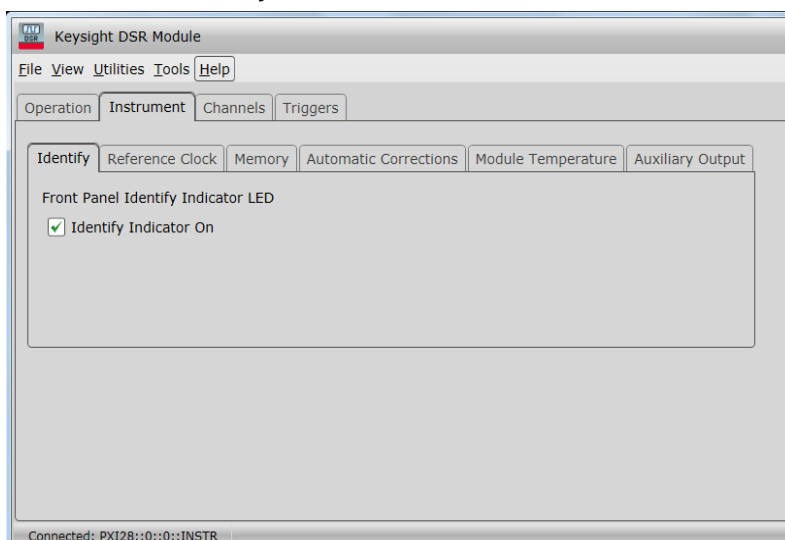 DSR Keysight DSR Module
File View Utilities Tools Help
Operation Instrument Channels Triggers
Identify Reference Clock Memory Automatic Corrections Module Temperature Auxiliary Output
Front Panel Identify Indicator LED
Identify Indicator On
Connected: PXI28::0::0::INSTR